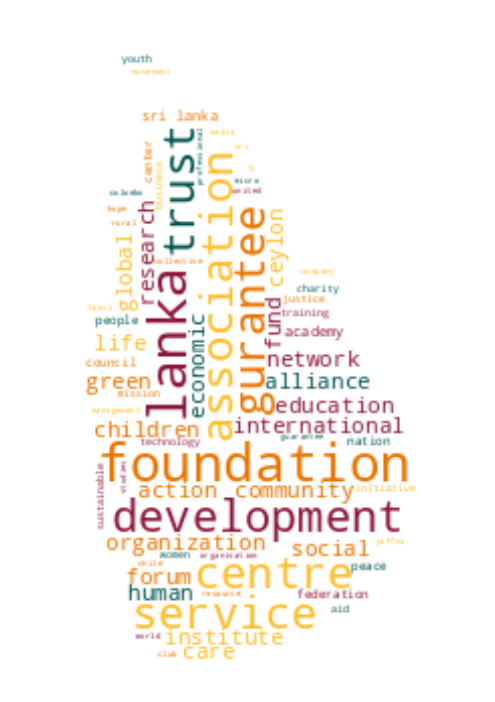 youth
movement
sri lanka
trust
professional
media
sri
center
association
business
micro
united
colombo
research
hope
rural
global
lanka
gurantee
ceylon
collective
company
charity
justice
fund
training
tamil
people
economic
academy
life
network
council
green
alliance
mission
education
management
children
international
technology
guarantee
nation
foundation
sustainable
studies
action community
initiative
development
organization
social
jaffna
women
organisation
child
centre
peace
forum
human
resource
federation
service
aid
world
institute
club
care